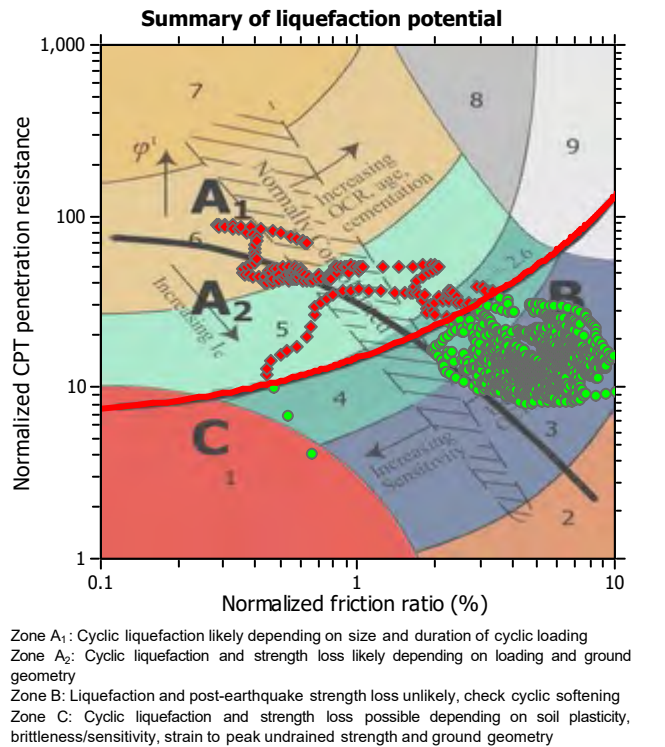 Summary of liquefaction potential
Normalized CPT penetration resistance
1,000
100
10
1
7
8
9
φ'
A1
Increasing
OCR, age,
cementation
Normally
6
A2
Increasing Ic
5
2.6
B
4
3
C
1
Increasing
Sensitivity
2
0.1
1
10
Normalized friction ratio (%)
Zone A1: Cyclic liquefaction likely depending on size and duration of cyclic loading
Zone A2: Cyclic liquefaction and strength loss likely depending on loading and ground
geometry
Zone B: Liquefaction and post-earthquake strength loss unlikely, check cyclic softening
Zone C: Cyclic liquefaction and strength loss possible depending on soil plasticity,
brittleness/sensitivity, strain to peak undrained strength and ground geometry